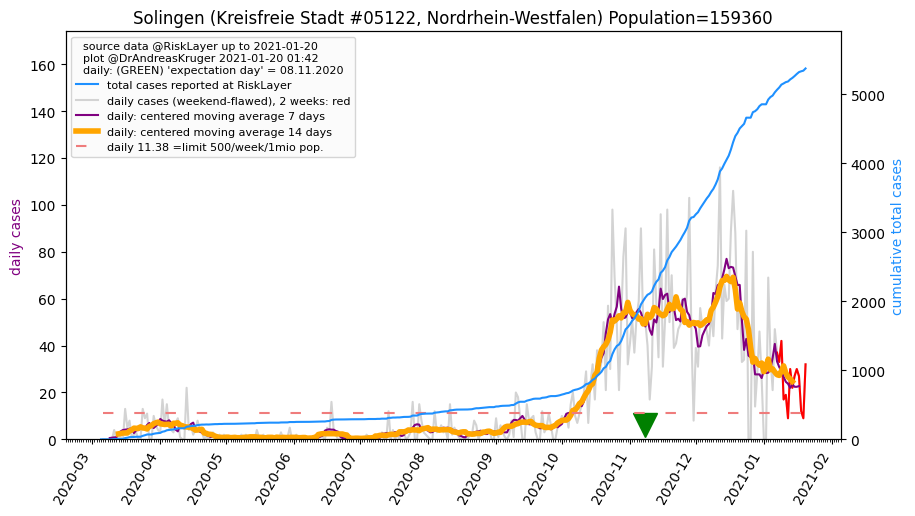 Solingen (Kreisfreie Stadt #05122, Nordrhein-Westfalen) Population=159360
source data @RiskLayer up to 2021-01-20
plot @DrAndreasKruger 2021-01-20 01:42
daily: (GREEN) 'expectation day' = 08.11.2020
total cases reported at RiskLayer
daily cases (weekend-flawed), 2 weeks: red
daily: centered moving average 7 days
daily: centered moving average 14 days
daily 11.38 =limit 500/week/1mio pop.
daily cases
160
140
120
100
80
60
40
20
0
cumulative total cases
5000
4000
3000
2000
1000
0
2020-03
2020-04
2020-05
2020-06
2020-07
2020-08
2020-09
2020-10
2020-11
2020-12
2021-01
2021-02